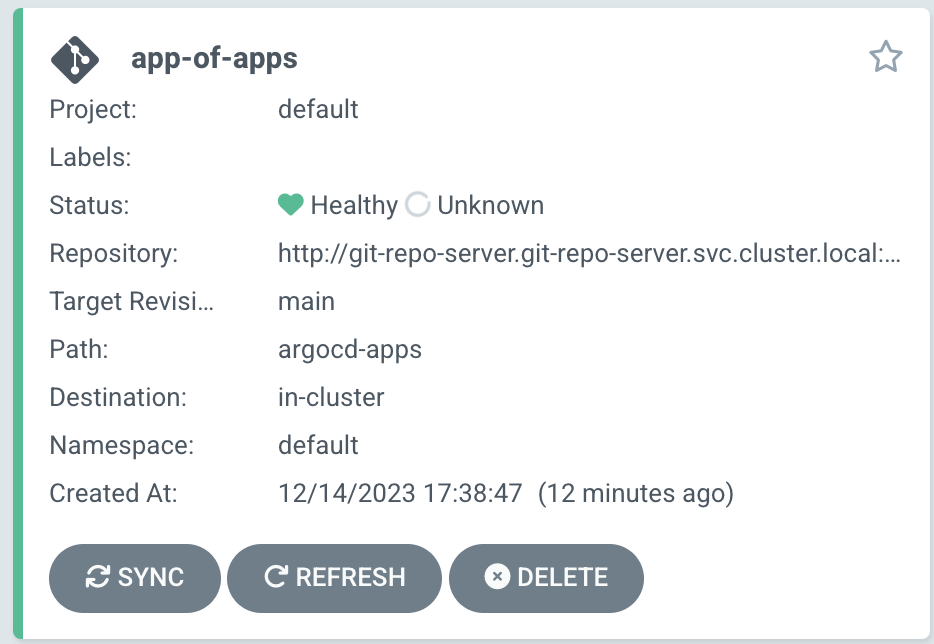 app-of-apps
Project: default
Labels:
Status: Healthy Unknown
Repository: http://git-repo-server.git-repo-server.svc.cluster.local:...
Target Revisi... main
Path: argocd-apps
Destination: in-cluster
Namespace: default
Created At: 12/14/2023 17:38:47 (12 minutes ago)
SYNC REFRESH DELETE